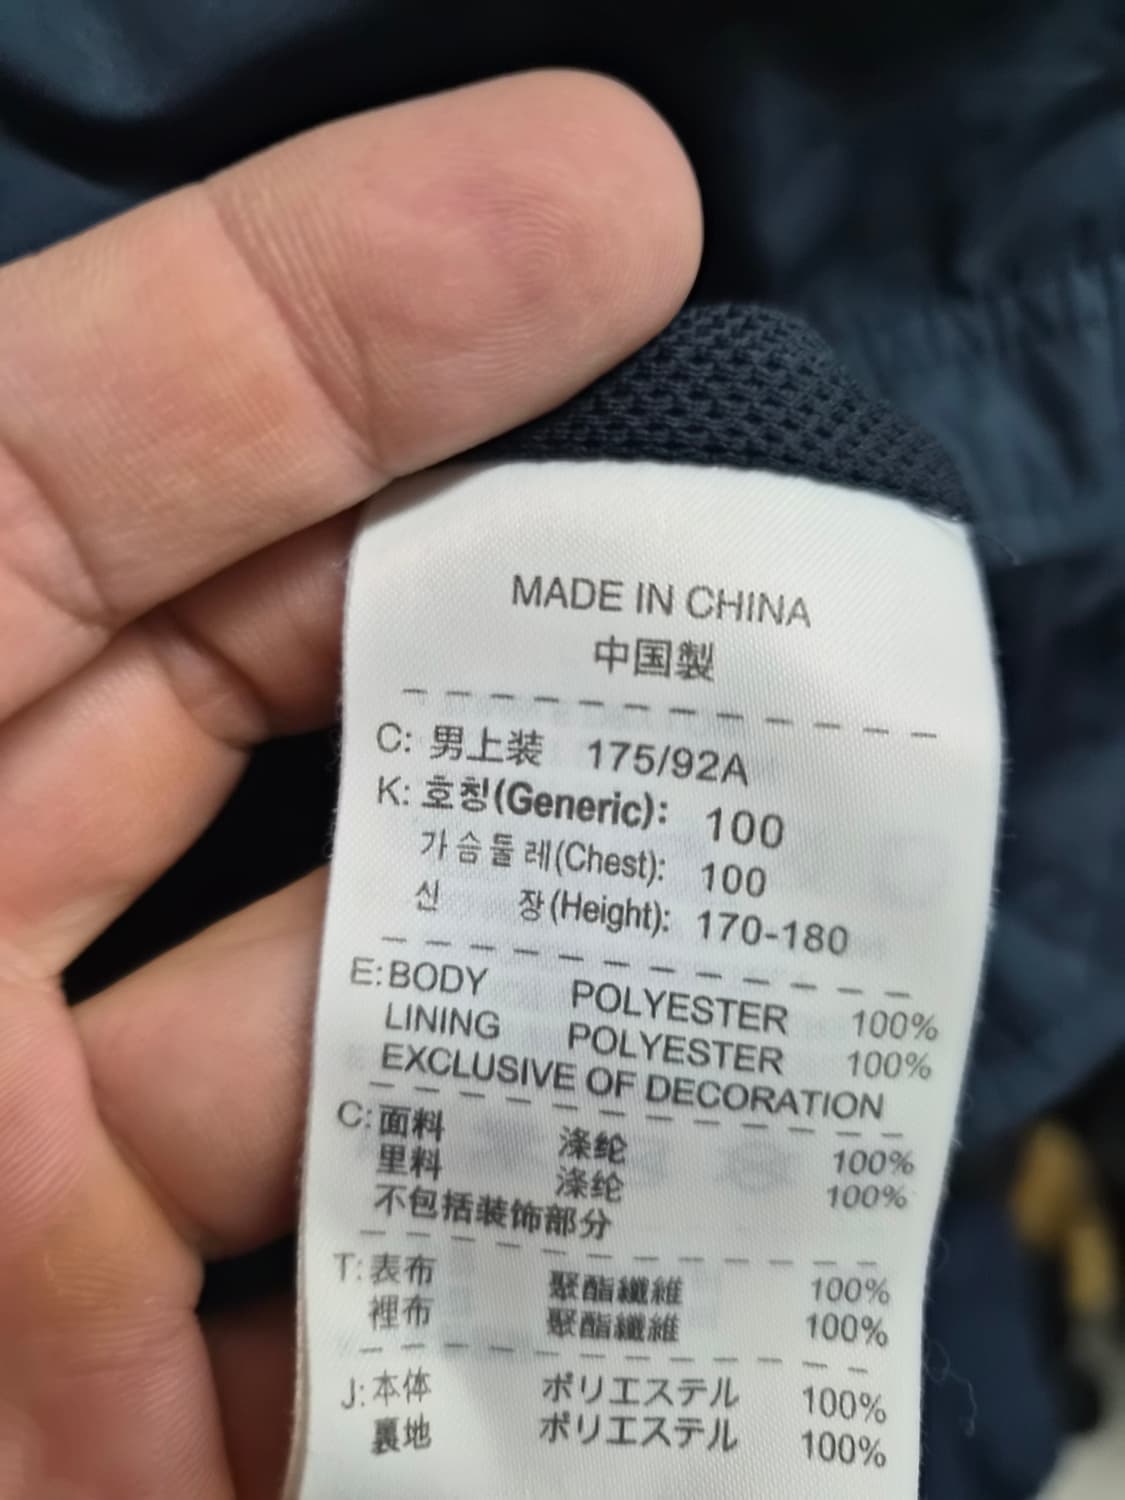 MADE IN CHINA
中国製
C: 男上装 175/92A
K: 호칭(Generic): 100
가슴둘레(Chest): 100
신 장(Height): 170-180
E: BODY POLYESTER 100%
LINING POLYESTER 100%
EXCLUSIVE OF DECORATION
C: 面料 涤纶 100%
里料 涤纶 100%
不包括装饰部分
T: 表布 聚酯纖維 100%
裡布 聚酯纖維 100%
J: 本体 ポリエステル 100%
裏地 ポリエステル 100%